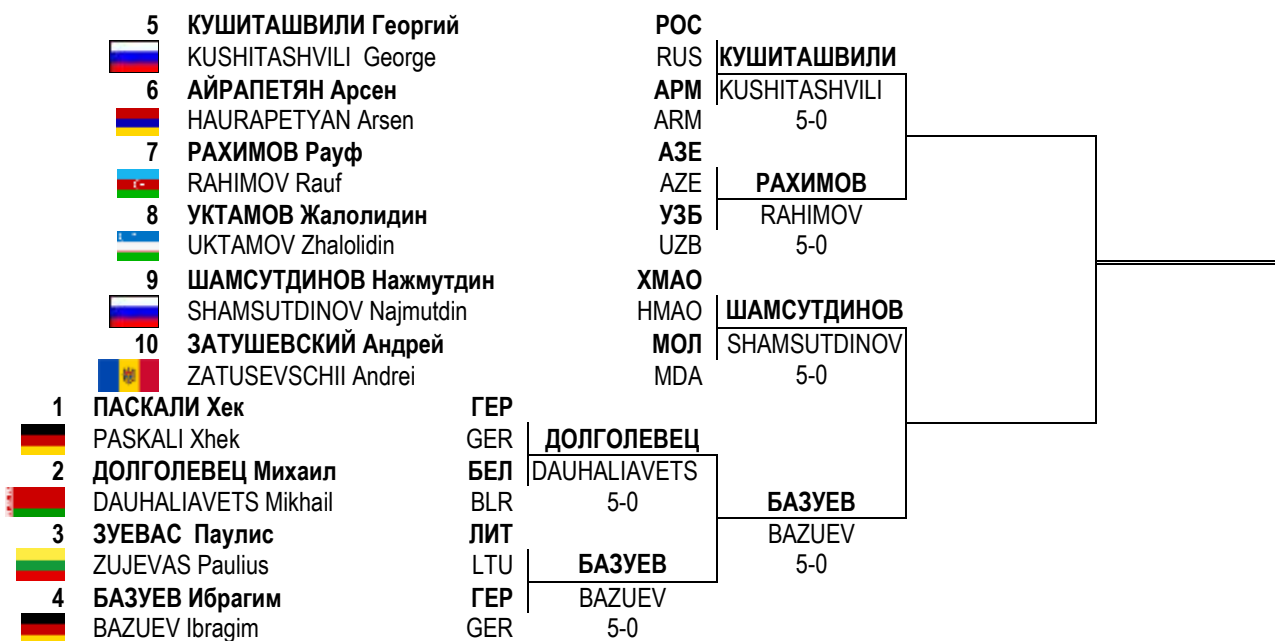 5 КУШИТАШВИЛИ Георгий РОС
KUSHITASHVILI George RUS КУШИТАШВИЛИ
6 АЙРАПЕТЯН Арсен АРМ KUSHITASHVILI
HAURAPETYAN Arsen ARM 5-0
7 РАХИМОВ Рауф АЗЕ
RAHIMOV Rauf AZE РАХИМОВ
8 УКТАМОВ Жалолидин УЗБ RAHIMOV
UKTAMOV Zhalolidin UZB 5-0
9 ШАМСУТДИНОВ Нажмутдин ХМАО
SHAMSUTDINOV Najmutdin HMAO ШАМСУТДИНОВ
10 ЗАТУШЕВСКИЙ Андрей МОЛ SHAMSUTDINOV
ZATUSEVSCHII Andrei MDA 5-0
1 ПАСКАЛИ Хек ГЕР
PASKALI Xhek GER ДОЛГОЛЕВЕЦ
2 ДОЛГОЛЕВЕЦ Михаил БЕЛ DAUHALIAVETS
DAUHALIAVETS Mikhail BLR 5-0 БАЗУЕВ
3 ЗУЕВАС Паулис ЛИТ BAZUEV
ZUJEVAS Paulius LTU БАЗУЕВ 5-0
4 БАЗУЕВ Ибрагим ГЕР BAZUEV
BAZUEV Ibragim GER 5-0